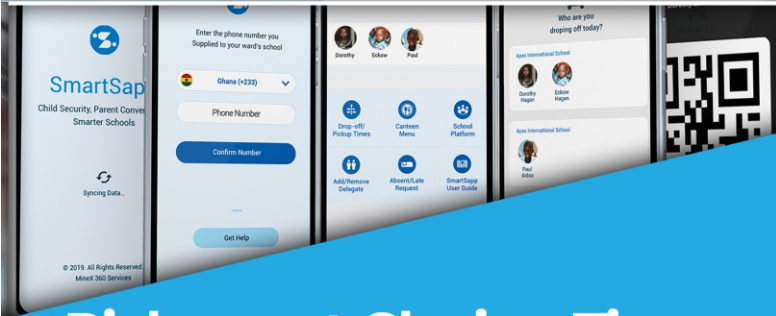 SmartSap
Child Security, Parent Conve
Smarter Schools
Syncing Data..
© 2019. All Rights Reserved.
MineX 360 Services
Enter the phone number you
Supplied to your ward's school
Ghana (+233)
Phone Number
Confirm Number
Get Help
Dorothy
Eckow
Paul
Drop-off/
Pickup Times
Canteen
Menu
School
Platform
Add/Remove
Delegate
Absent/Late
Request
SmartSapp
User Guide
Who are you
droping off today?
Apex International School
Dorothy
Hagan
Eckow
Hagan
Apex International School
Paul
Aidoo